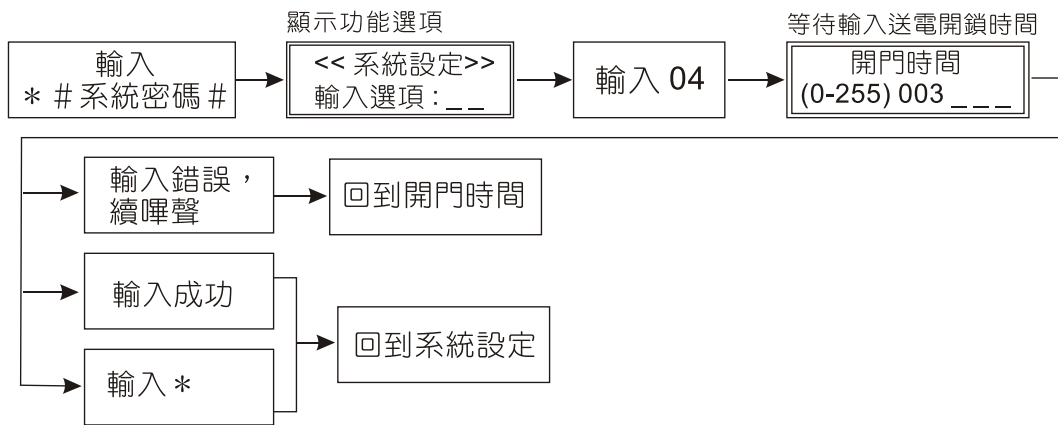 顯示功能選項
等待輸入送電開鎖時間
輸入
＊＃系統密碼＃
<< 系統設定>>
輸入選項：_ _
輸入 04
開門時間
(0-255) 003 _ _ _
輸入錯誤，
續嗶聲
回到開門時間
輸入成功
回到系統設定
輸入＊